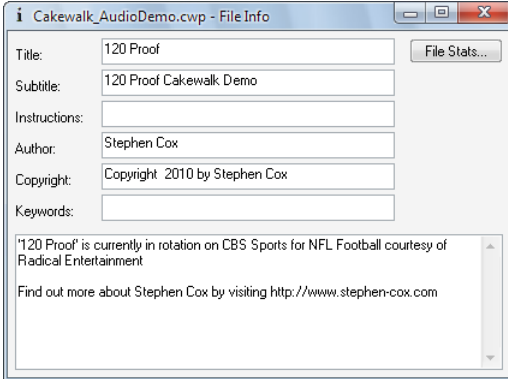 i Cakewalk_AudioDemo.cwp - File Info
Title: 120 Proof File Stats...
Subtitle: 120 Proof Cakewalk Demo
Instructions:
Author: Stephen Cox
Copyright: Copyright 2010 by Stephen Cox
Keywords:
'120 Proof' is currently in rotation on CBS Sports for NFL Football courtesy of
Radical Entertainment
Find out more about Stephen Cox by visiting http://www.stephen-cox.com